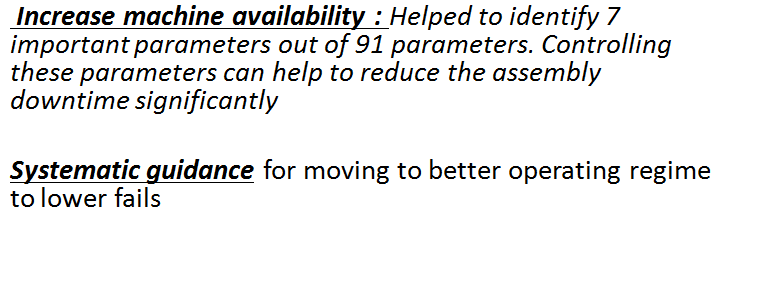 Increase machine availability : Helped to identify 7
important parameters out of 91 parameters. Controlling
these parameters can help to reduce the assembly
downtime significantly
Systematic guidance for moving to better operating regime
to lower fails